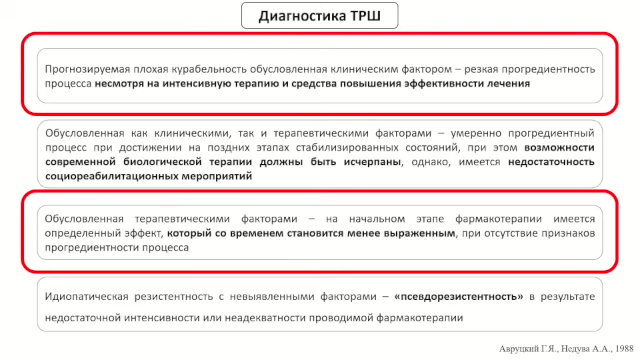 Диагностика ТРШ
Прогнозируемая плохая курабельность обусловленная клиническим фактором – резкая прогредиентность
процесса несмотря на интенсивную терапию и средства повышения эффективности лечения
Обусловленная как клиническими, так и терапевтическими факторами – умеренно прогредиентный
процесс при достижении на поздних этапах стабилизированных состояний, при этом возможности
современной биологической терапии должны быть исчерпаны, однако, имеется недостаточность
социореабилитационных мероприятий
Обусловленная терапевтическими факторами – на начальном этапе фармакотерапии имеется
определенный эффект, который со временем становится менее выраженным, при отсутствие признаков
прогредиентности процесса
Идиопатическая резистентность с невыявленными факторами – «псевдорезистентность» в результате
недостаточной интенсивности или неадекватности проводимой фармакотерапии
Авруцкий Г.Я., Недува А.А., 1988